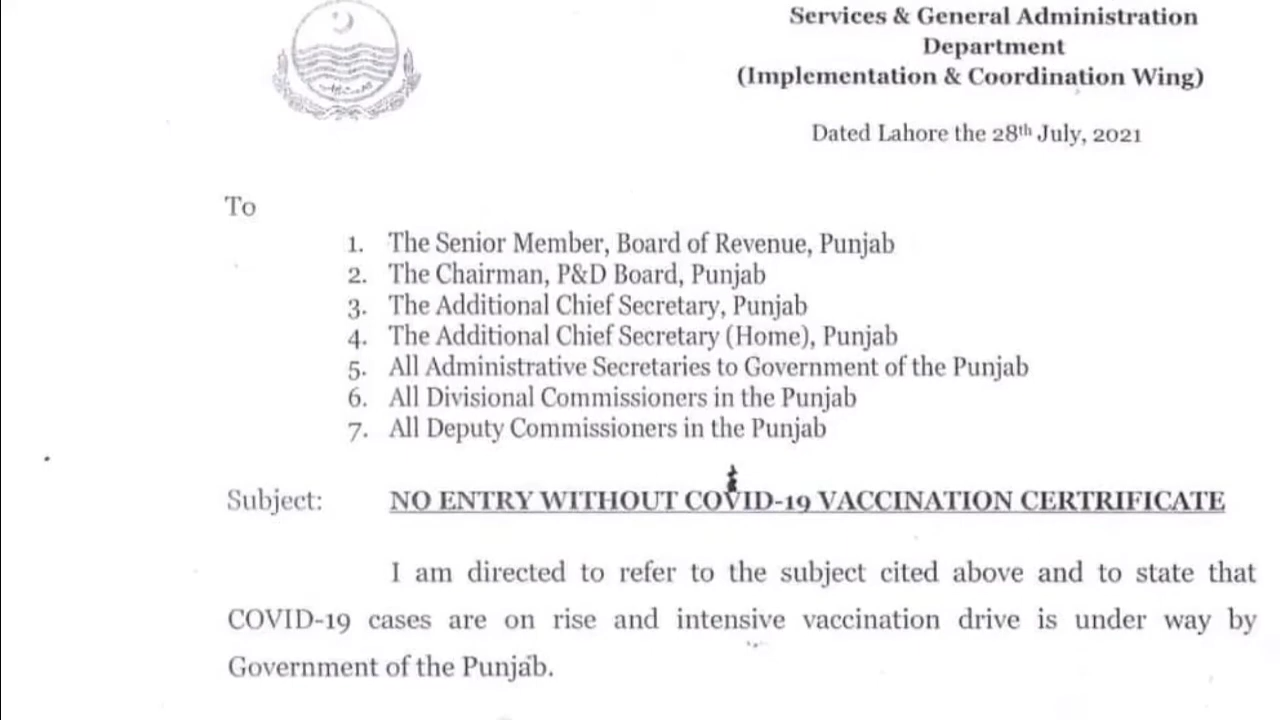 Services & General Administration
Department
(Implementation & Coordination Wing)
Dated Lahore the 28th July, 2021
To
1. The Senior Member, Board of Revenue, Punjab
2. The Chairman, P&D Board, Punjab
3. The Additional Chief Secretary, Punjab
4. The Additional Chief Secretary (Home), Punjab
5. All Administrative Secretaries to Government of the Punjab
6. All Divisional Commissioners in the Punjab
7. All Deputy Commissioners in the Punjab
Subject: NO ENTRY WITHOUT COVID-19 VACCINATION CERTRIFICATE
I am directed to refer to the subject cited above and to state that
COVID-19 cases are on rise and intensive vaccination drive is under way by
Government of the Punjab.